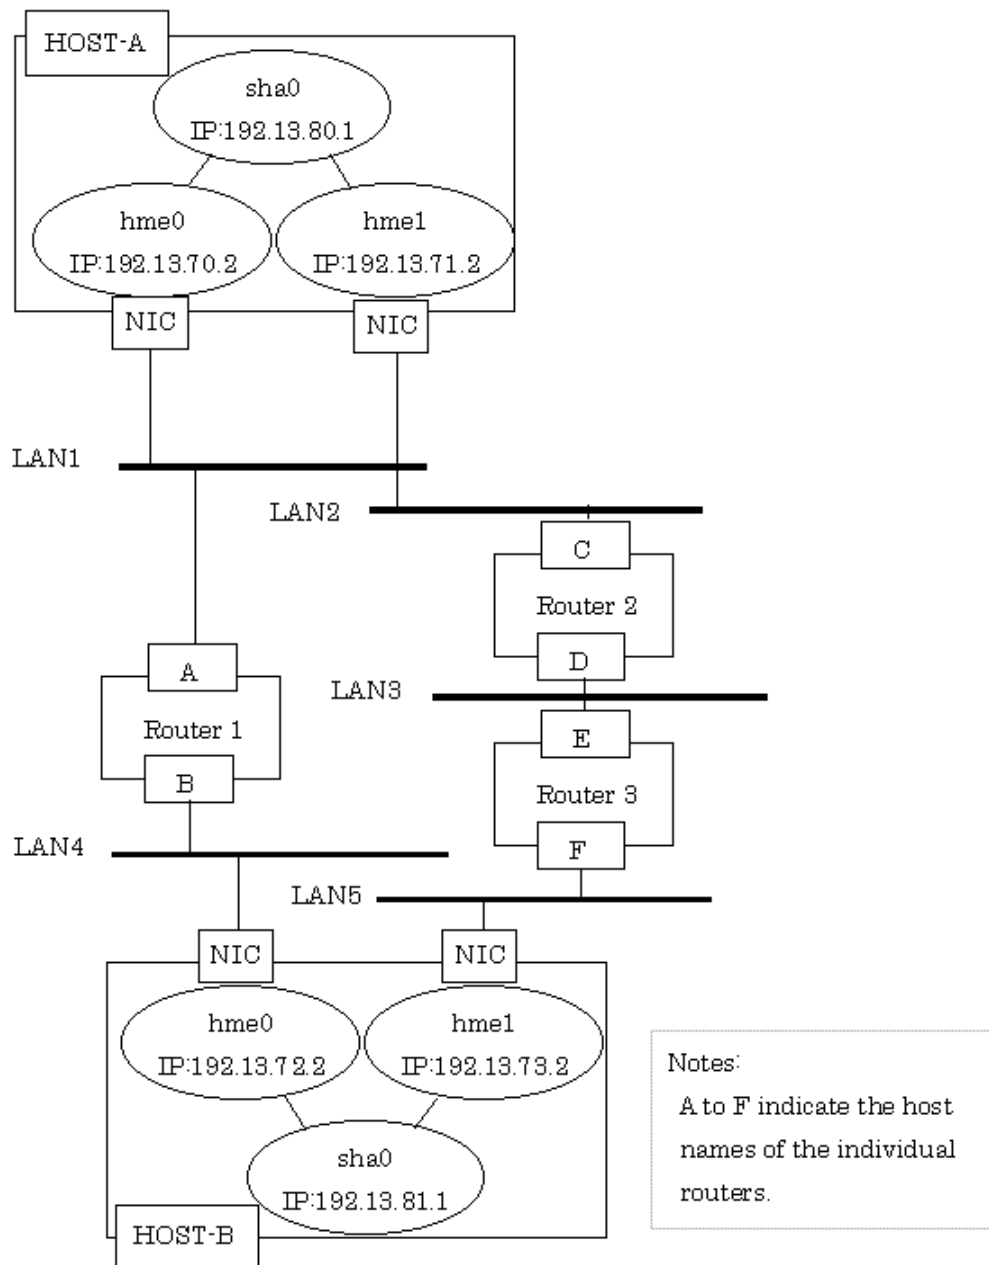 HOST-A
sha0
IP:192.13.80.1
hme0
IP:192.13.70.2
hme1
IP:192.13.71.2
NIC
NIC
LAN1
LAN2
C
Router 2
D
A
Router 1
B
LAN3
E
Router 3
F
LAN4
LAN5
NIC
NIC
hme0
IP:192.13.72.2
hme1
IP:192.13.73.2
sha0
IP:192.13.81.1
HOST-B
Notes:
A to F indicate the host
names of the individual
routers.